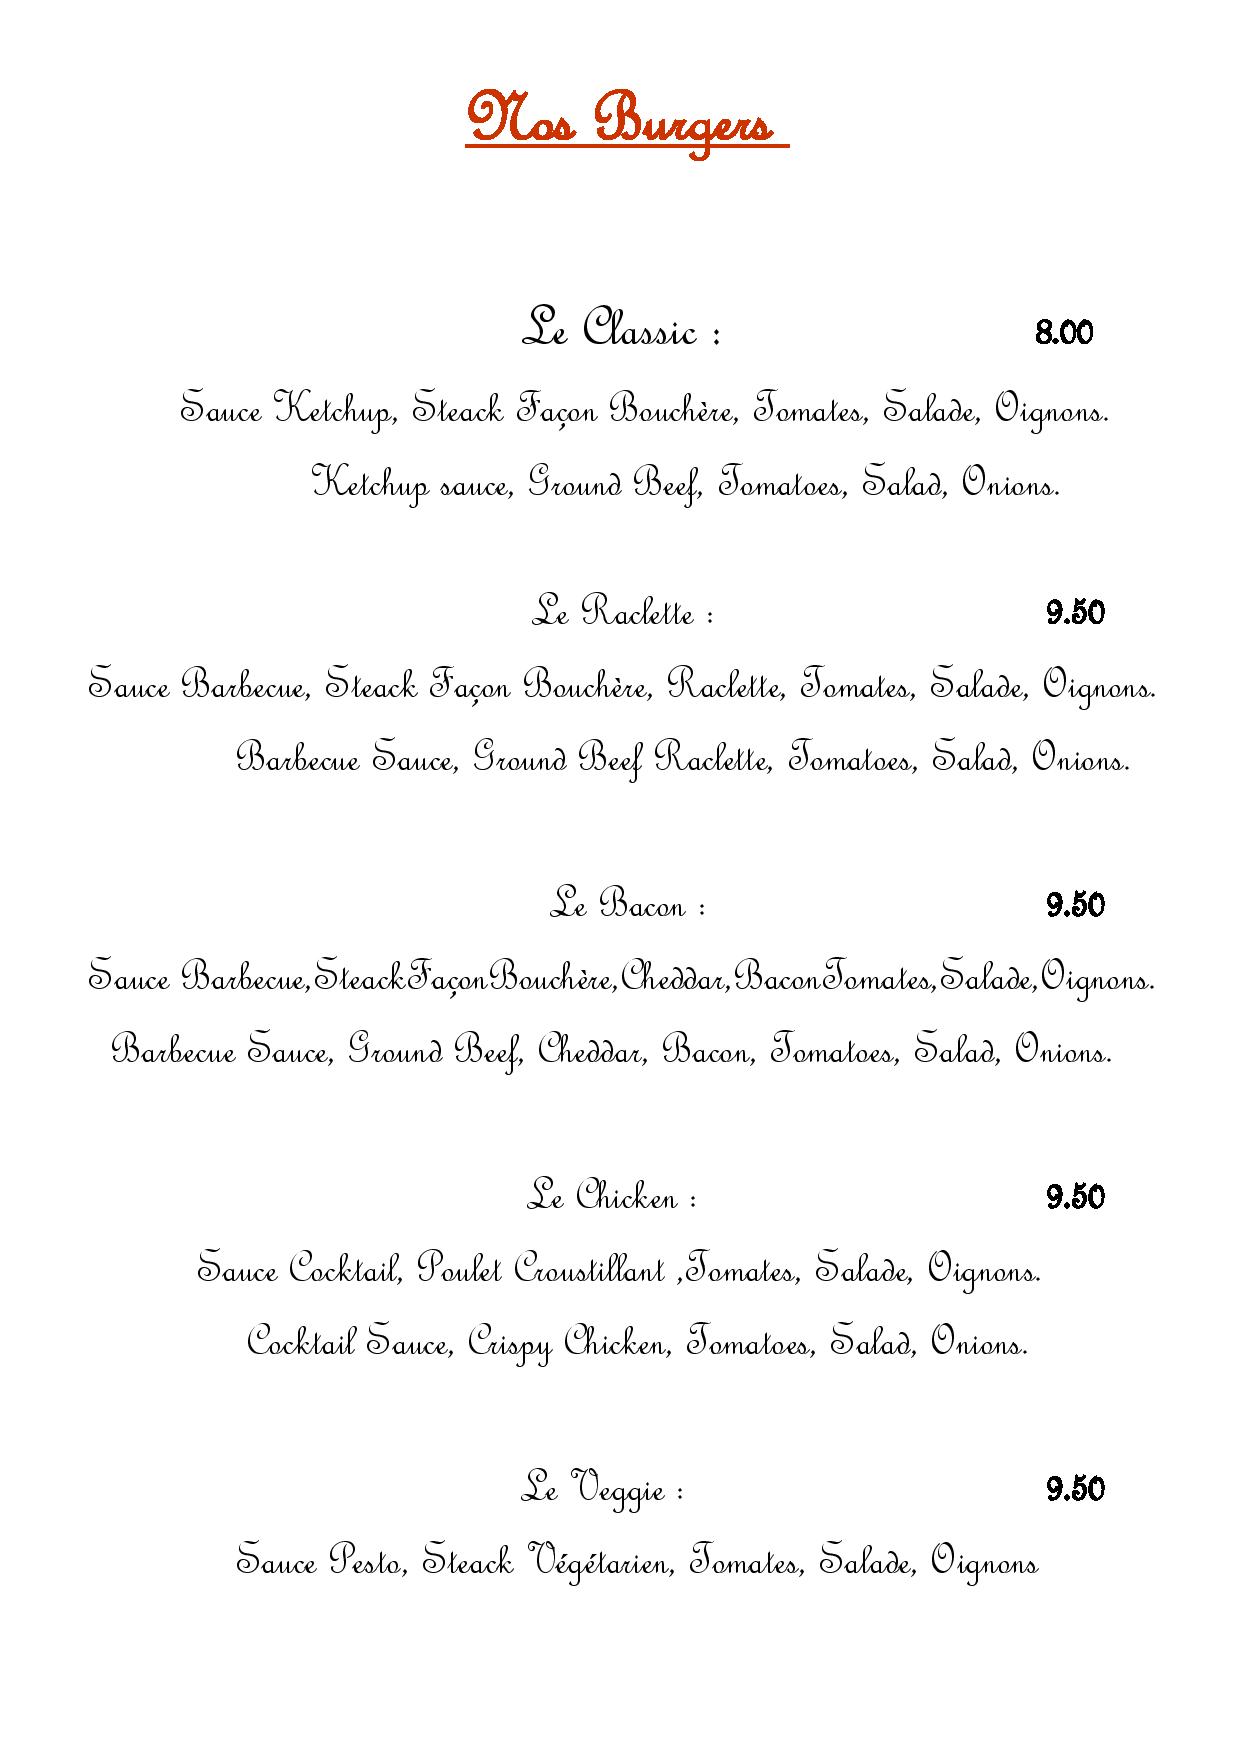 Nos Burgers
Le Classic : 8.00
Sauce Ketchup, Steack Façon Bouchère, Tomates, Salade, Oignons.
Ketchup sauce, Ground Beef, Tomatoes, Salad, Onions.
Le Raclette : 9.50
Sauce Barbecue, Steack Façon Bouchère, Raclette, Tomates, Salade, Oignons.
Barbecue Sauce, Ground Beef Raclette, Tomatoes, Salad, Onions.
Le Bacon : 9.50
Sauce Barbecue,SteackFaçonBouchère,Cheddar,BaconTomates,Salade,Oignons.
Barbecue Sauce, Ground Beef, Cheddar, Bacon, Tomatoes, Salad, Onions.
Le Chicken : 9.50
Sauce Cocktail, Poulet Croustillant ,Tomates, Salade, Oignons.
Cocktail Sauce, Crispy Chicken, Tomatoes, Salad, Onions.
Le Veggie : 9.50
Sauce Pesto, Steack Végétarien, Tomates, Salade, Oignons